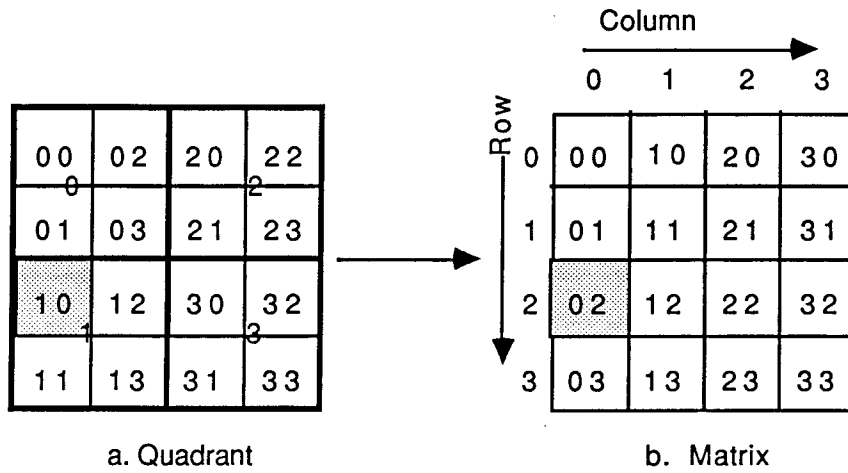 Column
0 1 2 3
Row
00 02 20 22
0 2
01 03 21 23
10 12 30 32
1 3
11 13 31 33
0 00 10 20 30
1 01 11 21 31
2 02 12 22 32
3 03 13 23 33
a. Quadrant
b. Matrix